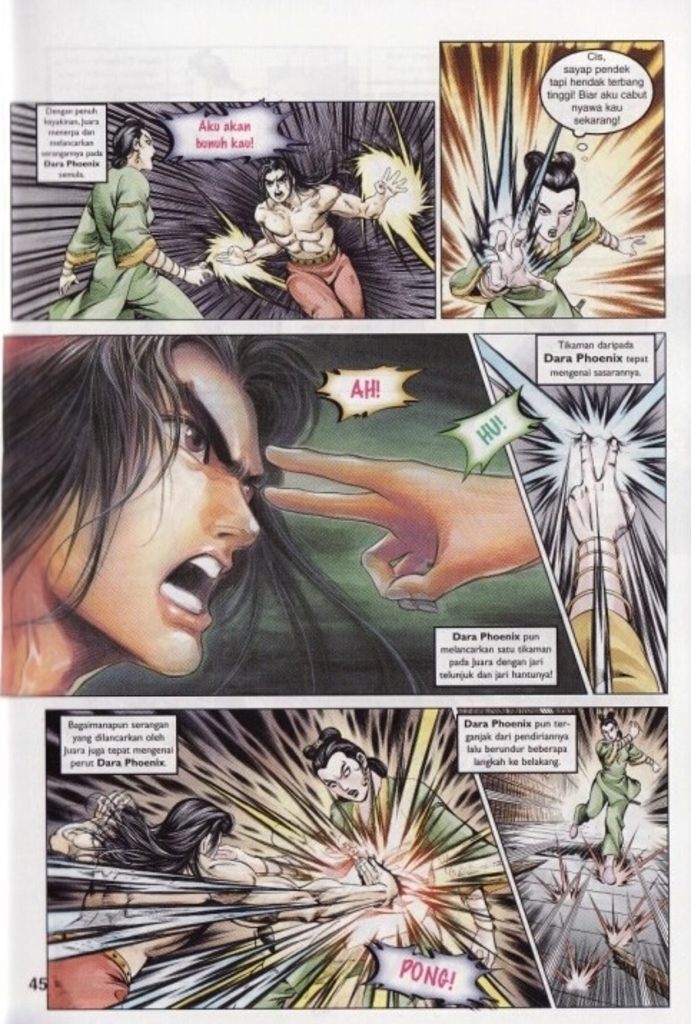 Dengan penuh
keyakinan, Juara
menerpa dan
melancarkan
serangannya pada
Dara Phoenix
semula.
Aku akan
bunuh kau!
Cis,
sayap pendek
tapi hendak terbang
tinggi! Biar aku cabut
nyawa kau
sekarang!
AH!
HU!
Tikaman daripada
Dara Phoenix tepat
mengenai sasarannya.
Dara Phoenix pun
melancarkan satu tikaman
pada Juara dengan jari
telunjuk dan jari hantunya!
Bagaimanapun serangan
yang dilancarkan oleh
Juara juga tepat mengenai
perut Dara Phoenix.
Dara Phoenix pun ter-
ganjak dari pendiriannya
lalu berundur beberapa
langkah ke belakang.
PONG!
45